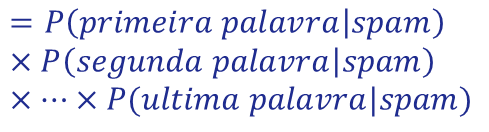 = P(primeira palavra|spam)
× P(segunda palavra|spam)
× ⋯ × P(ultima palavra|spam)